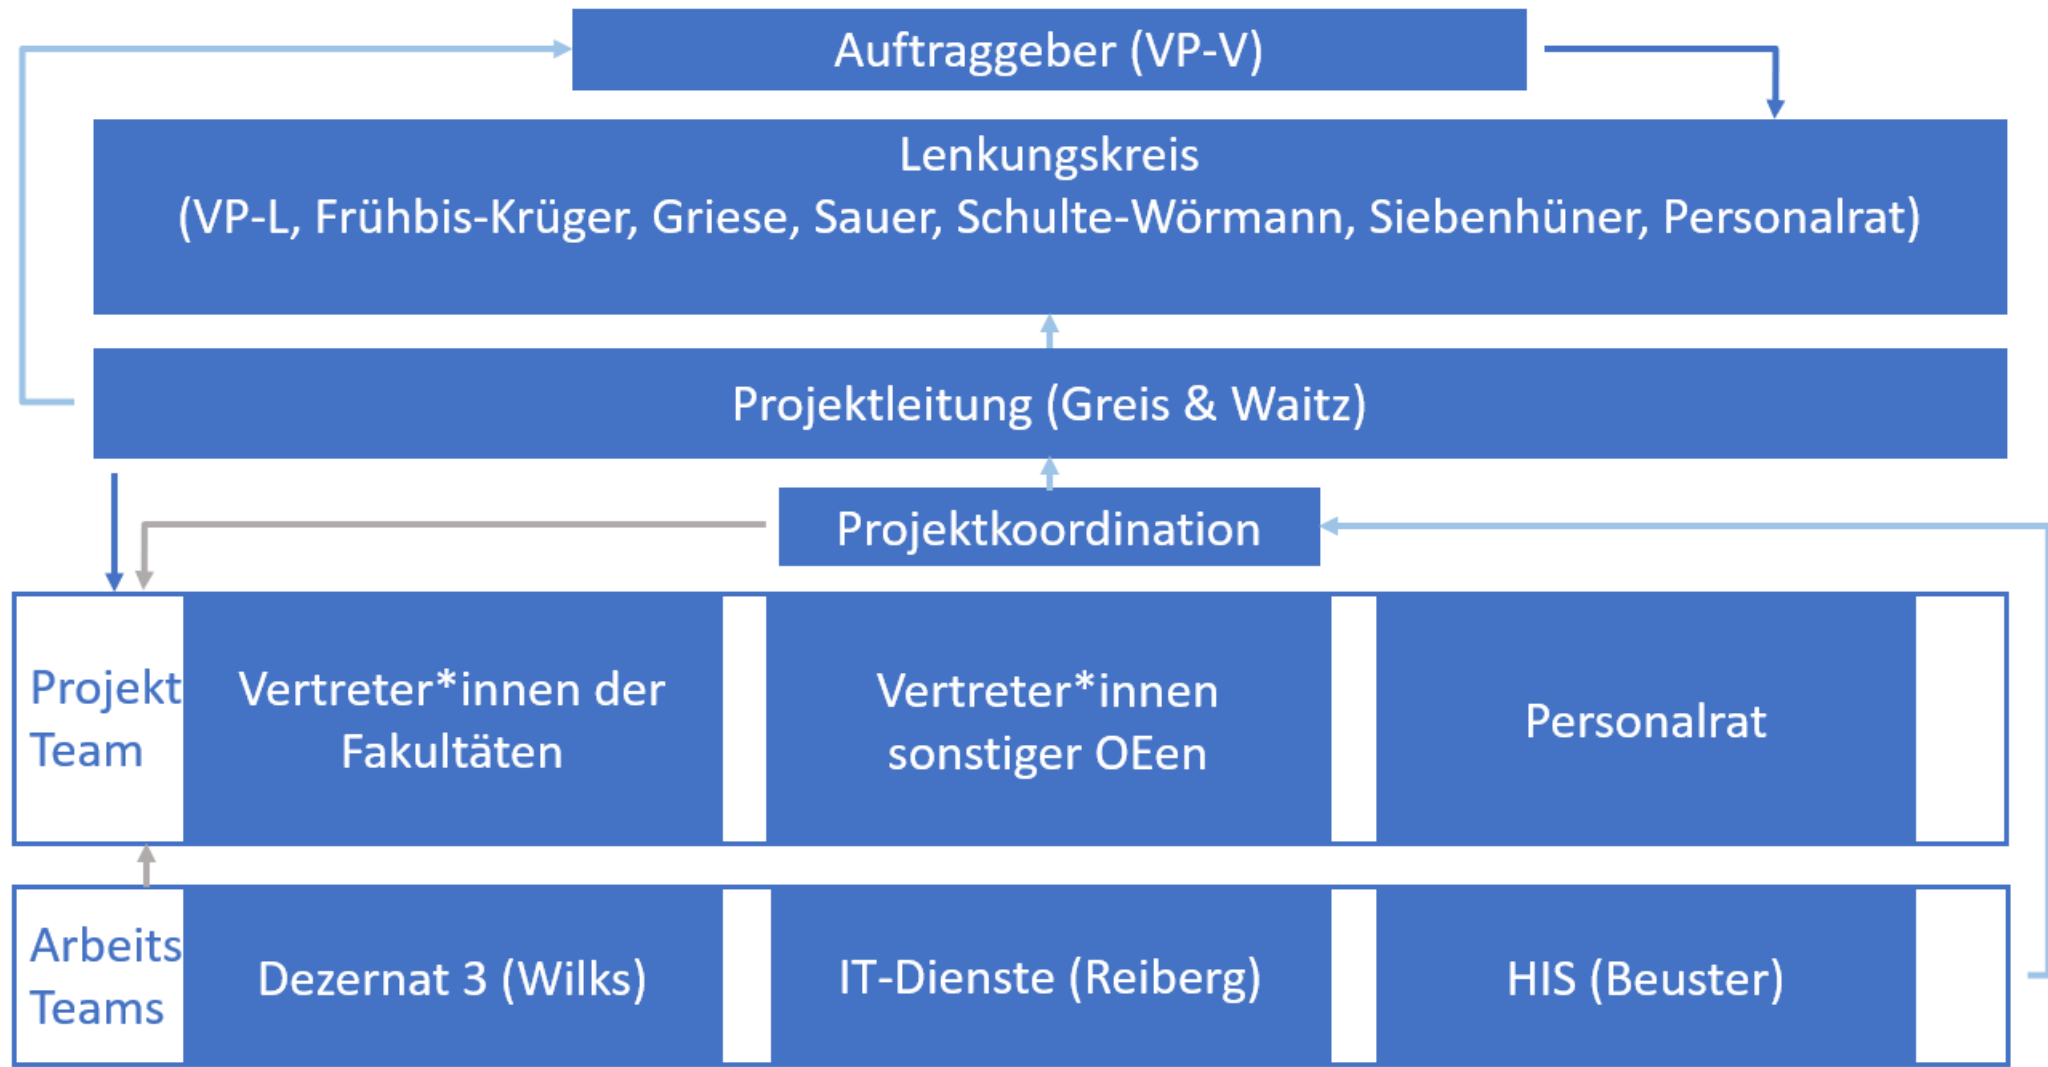 Auftraggeber (VP-V)
Lenkungskreis
(VP-L, Frühbis-Krüger, Griese, Sauer, Schulte-Wörmann, Siebenhüner, Personalrat)
Projektleitung (Greis & Waitz)
Projektkoordination
Projekt
Team
Vertreter*innen der
Fakultäten
Vertreter*innen
sonstiger OEen
Personalrat
Arbeits
Teams
Dezernat 3 (Wilks)
IT-Dienste (Reiberg)
HIS (Beuster)